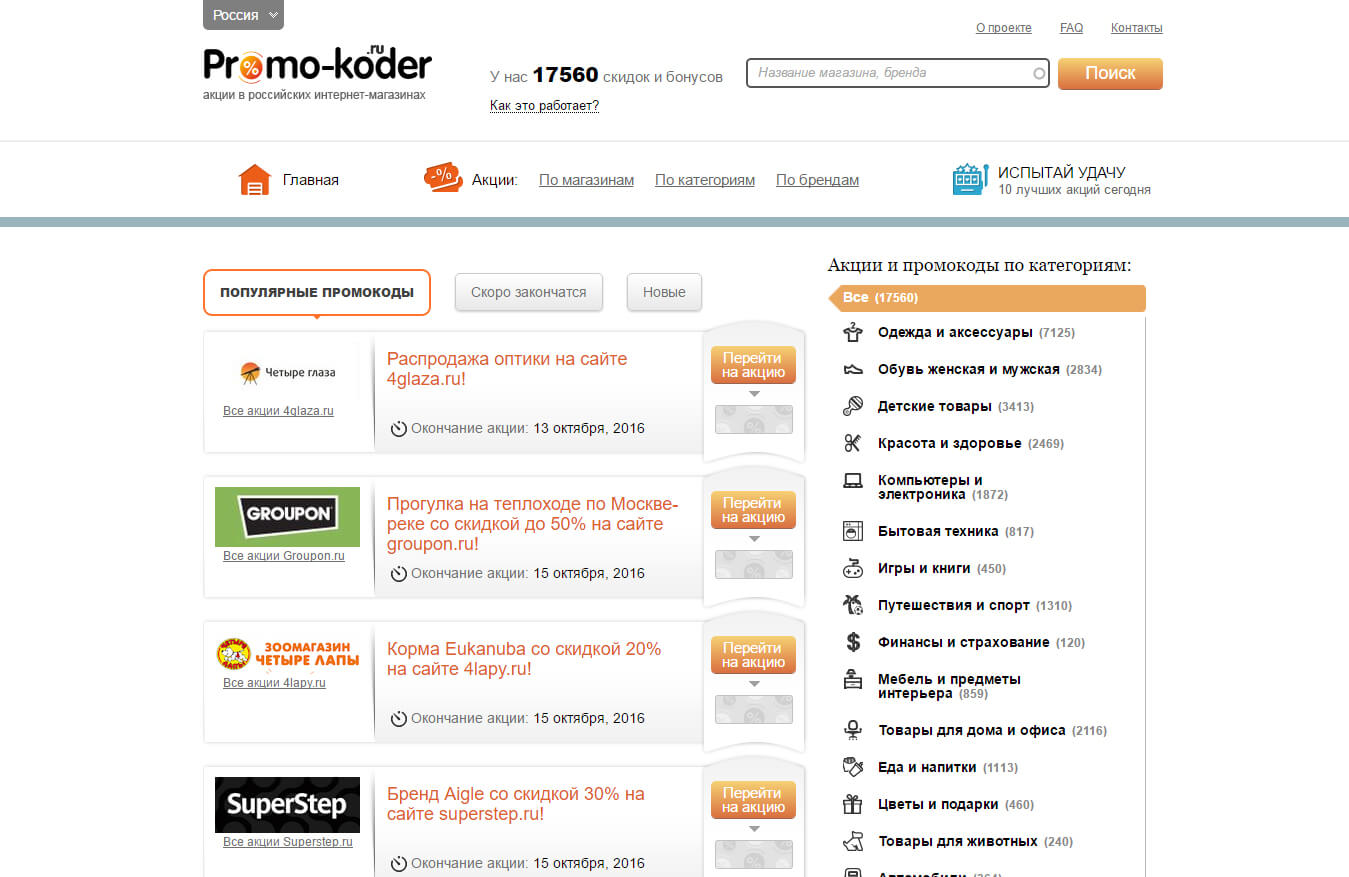 Россия
О проекте FAQ Контакты
Promo-koder.ru
акции в российских интернет-магазинах
У нас 17560 скидок и бонусов
Как это работает?
Название магазина, бренда
Поиск
Главная
Акции: По магазинам По категориям По брендам
ИСПЫТАЙ УДАЧУ
10 лучших акций сегодня
ПОПУЛЯРНЫЕ ПРОМОКОДЫ
Скоро закончатся
Новые
Четыре глаза
Все акции 4glaza.ru
Распродажа оптики на сайте
4glaza.ru!
Окончание акции: 13 октября, 2016
Перейти
на акцию
GROUPON
Все акции Groupon.ru
Прогулка на теплоходе по Москве-
реке со скидкой до 50% на сайте
groupon.ru!
Окончание акции: 15 октября, 2016
Перейти
на акцию
ЧЕТЫРЕ
ЛАПЫ
ЗООМАГАЗИН
ЧЕТЫРЕ ЛАПЫ
Все акции 4lapy.ru
Корма Eukanuba со скидкой 20%
на сайте 4lapy.ru!
Окончание акции: 15 октября, 2016
Перейти
на акцию
SuperStep
Все акции Superstep.ru
Бренд Aigle со скидкой 30% на
сайте superstep.ru!
Окончание акции: 15 октября, 2016
Перейти
на акцию
Акции и промокоды по категориям:
Все (17560)
Одежда и аксессуары (7125)
Обувь женская и мужская (2834)
Детские товары (3413)
Красота и здоровье (2469)
Компьютеры и
электроника (1872)
Бытовая техника (817)
Игры и книги (450)
Путешествия и спорт (1310)
Финансы и страхование (120)
Мебель и предметы
интерьера (859)
Товары для дома и офиса (2116)
Еда и напитки (1113)
Цветы и подарки (460)
Товары для животных (240)
Автомобили